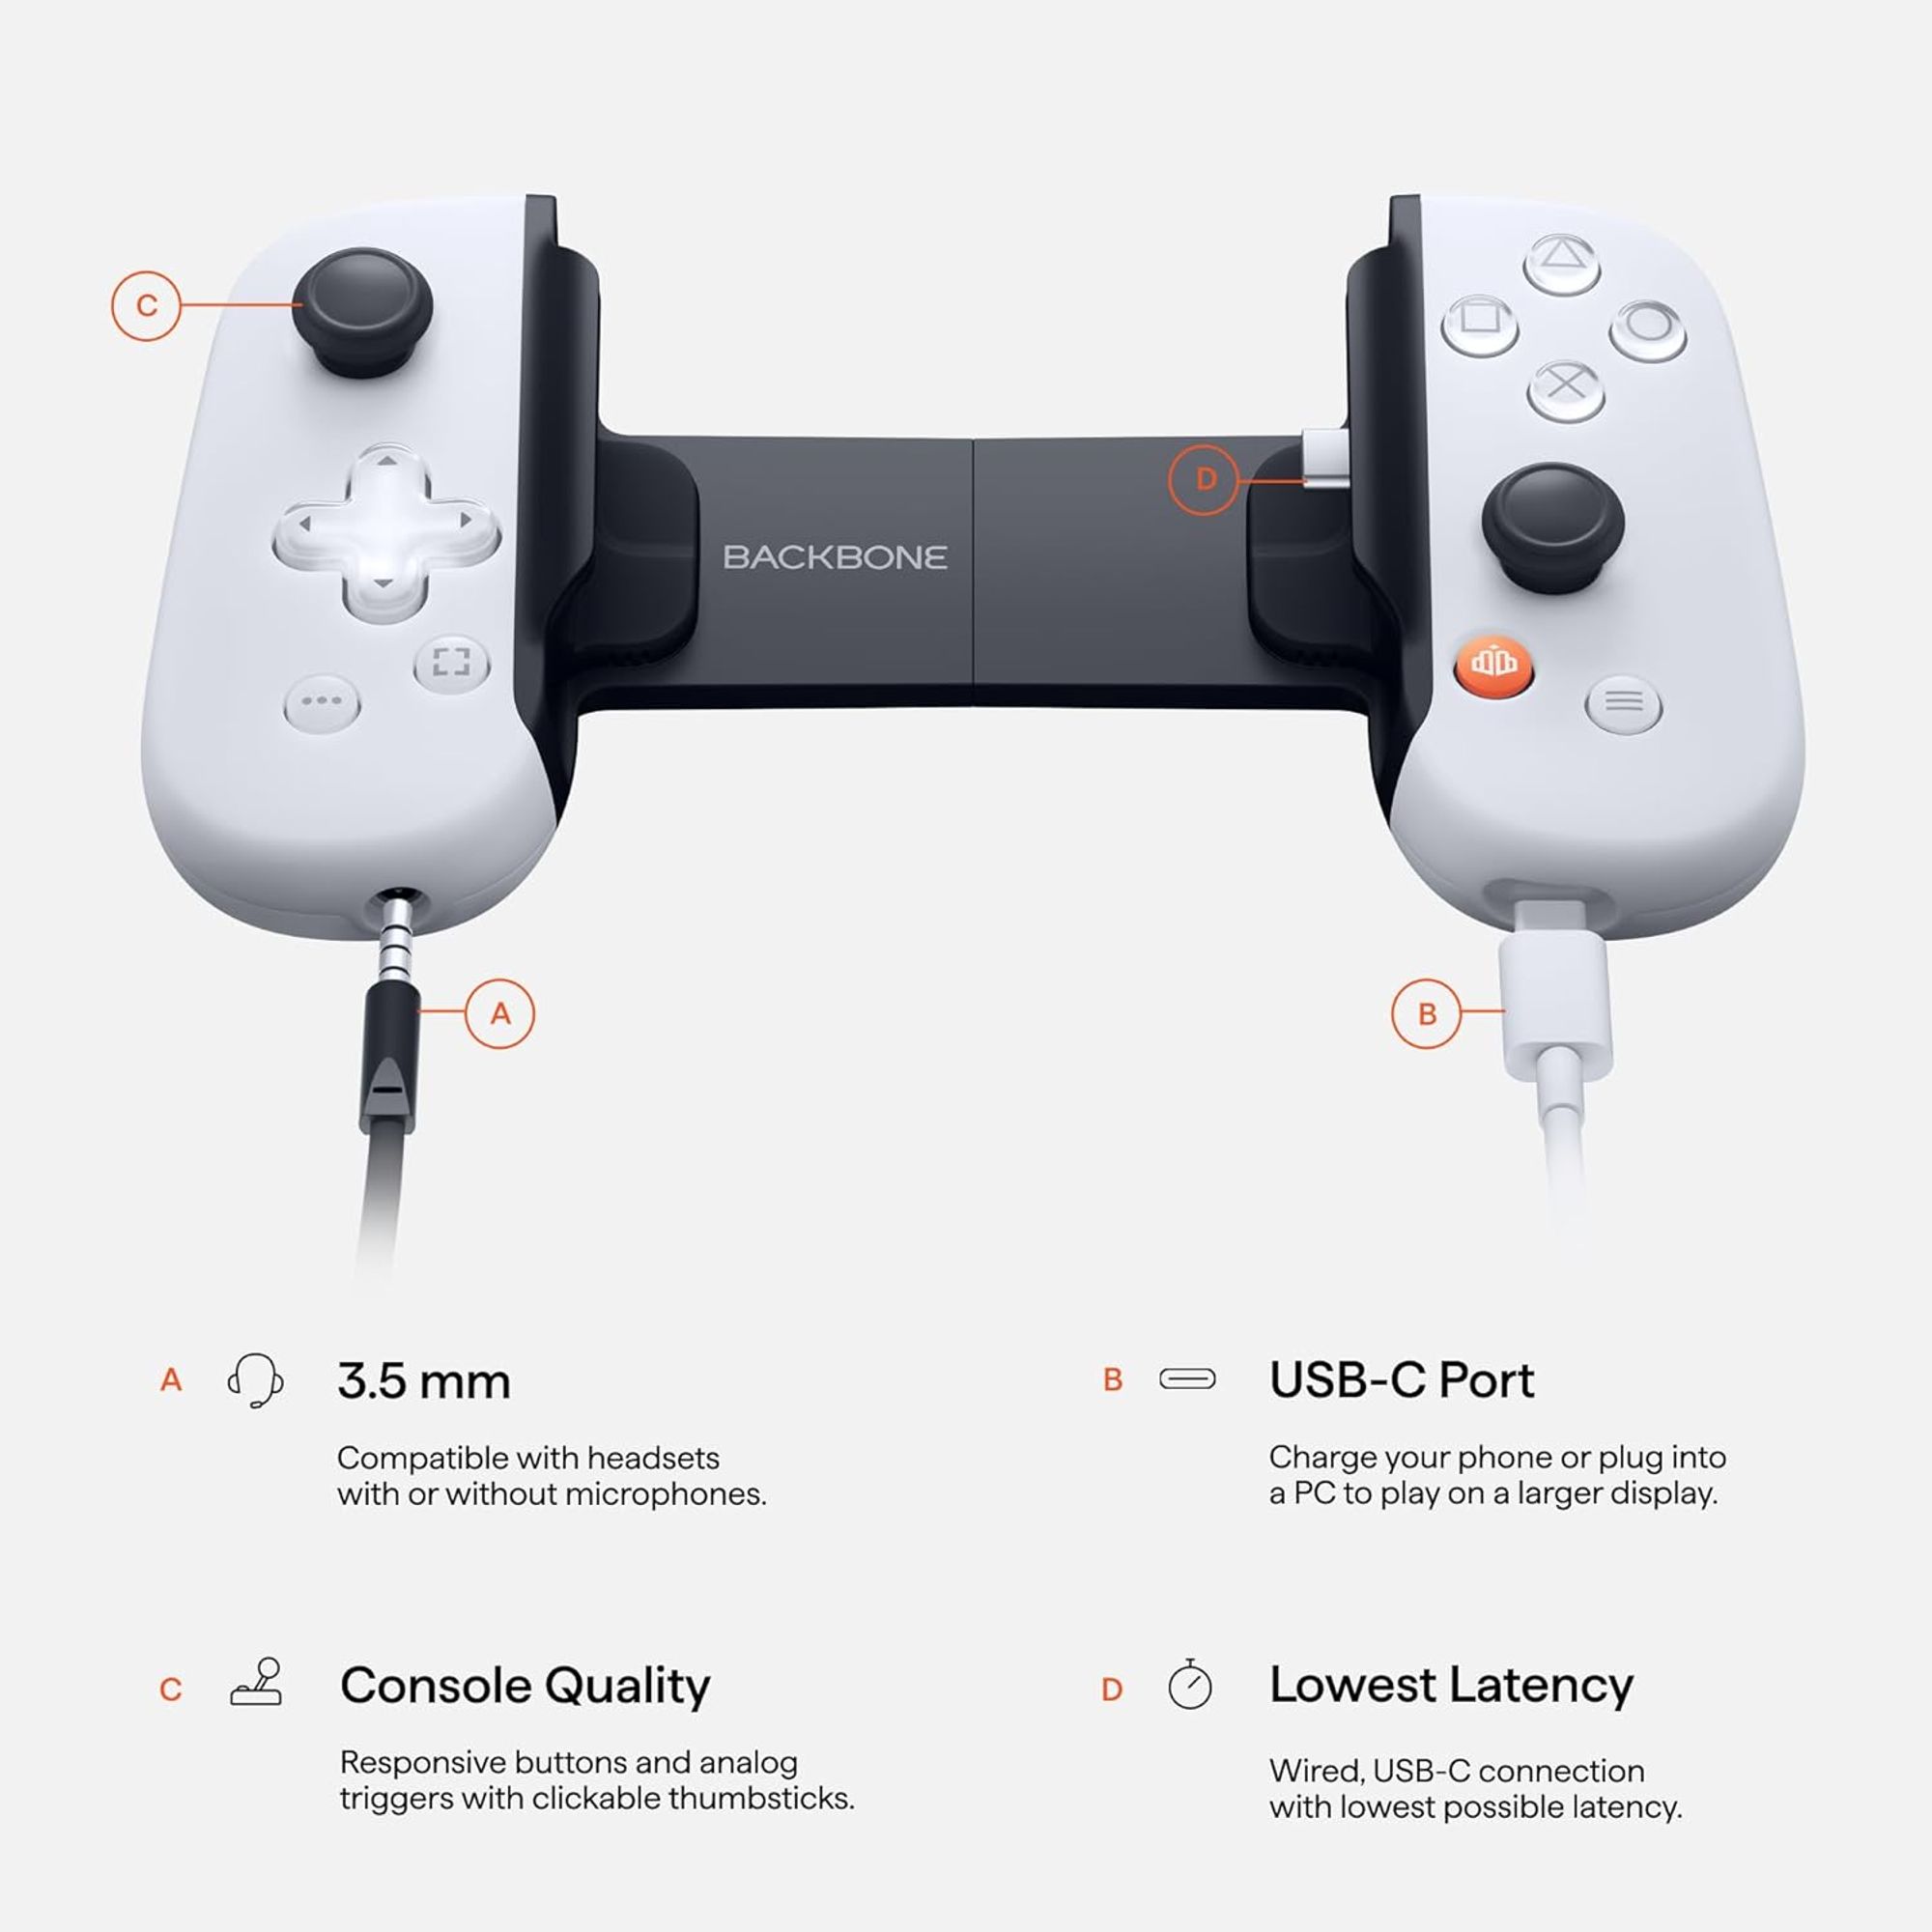 C
D
BACKBONE
A
B
A
3.5 mm
Compatible with headsets
with or without microphones.
B
USB-C Port
Charge your phone or plug into
a PC to play on a larger display.
C
Console Quality
Responsive buttons and analog
triggers with clickable thumbsticks.
D
Lowest Latency
Wired, USB-C connection
with lowest possible latency.